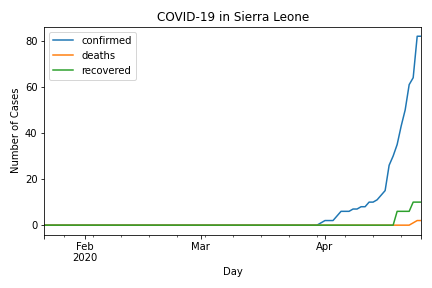 COVID-19 in Sierra Leone
confirmed
deaths
recovered
80
60
40
20
0
Number of Cases
Feb
2020
Mar
Apr
Day